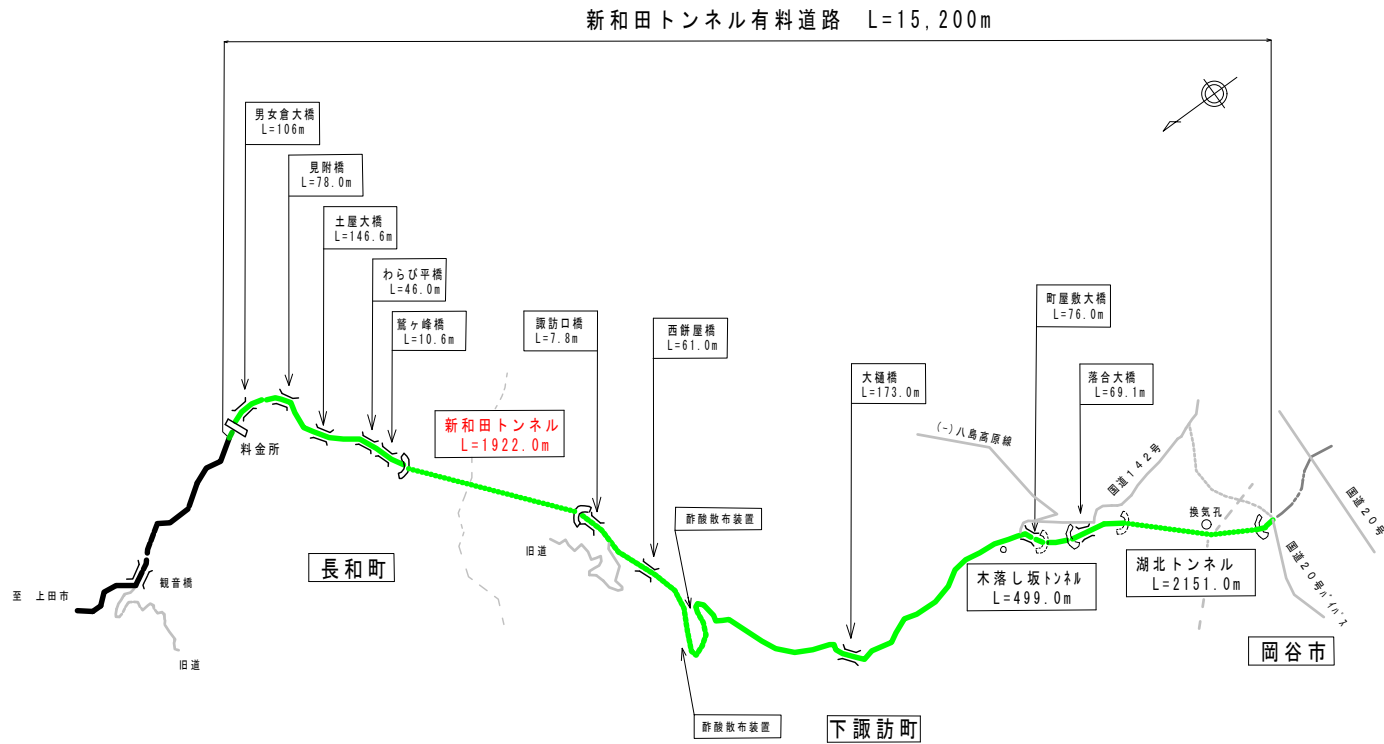 新和田トンネル有料道路 L=15,200m
男女倉大橋
L=106m
見附橋
L=78.0m
土屋大橋
L=146.6m
わらび平橋
L=46.0m
鷲ヶ峰橋
L=10.6m
諏訪口橋
L=7.8m
西餅屋橋
L=61.0m
町屋敷大橋
L=76.0m
大樋橋
L=173.0m
落合大橋
L=69.1m
新和田トンネル
L=1922.0m
料金所
(-)八島高原線
国道142号
国道20号
換気孔
酢酸散布装置
旧道
国道20号バイパス
長和町
木落し坂トンネル
L=499.0m
湖北トンネル
L=2151.0m
観音橋
至 上田市
旧道
岡谷市
酢酸散布装置
下諏訪町